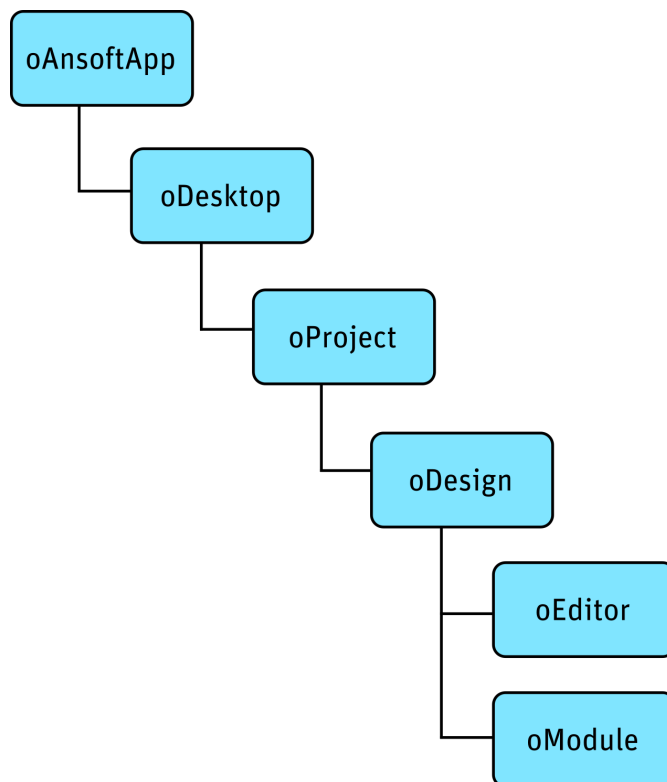 oAnsoftApp
oDesktop
oProject
oDesign
oEditor
oModule